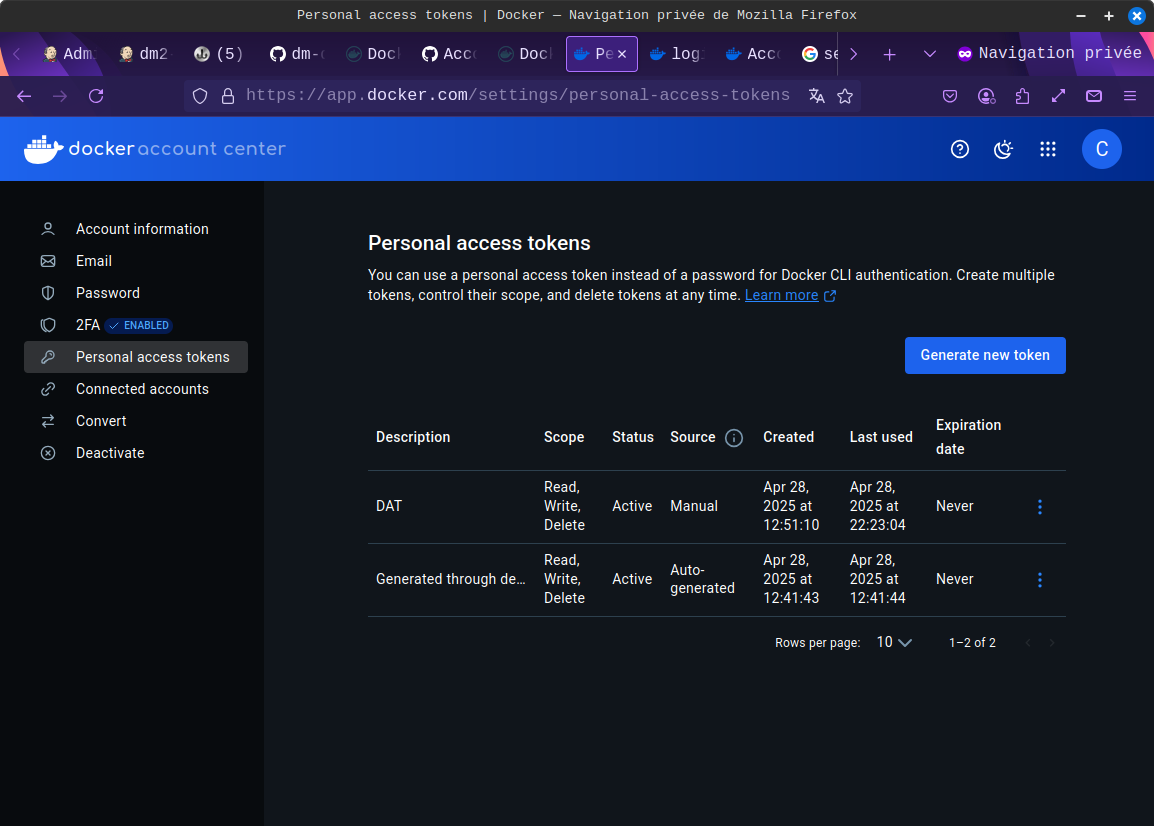 Personal access tokens | Docker — Navigation privée de Mozilla Firefox
Adm dm2 (5) dm- Doc Acc Doc Pe log Acc se Navigation privée
https://app.docker.com/settings/personal-access-tokens
docker account center
C
Account information
Email
Password
2FA ENABLED
Personal access tokens
Connected accounts
Convert
Deactivate
Personal access tokens
You can use a personal access token instead of a password for Docker CLI authentication. Create multiple
tokens, control their scope, and delete tokens at any time. Learn more
Generate new token
Description Scope Status Source Created Last used Expiration date
DAT Read, Write, Delete Active Manual Apr 28, 2025 at 12:51:10 Apr 28, 2025 at 22:23:04 Never
Generated through de... Read, Write, Delete Active Auto-generated Apr 28, 2025 at 12:41:43 Apr 28, 2025 at 12:41:44 Never
Rows per page: 10 1–2 of 2